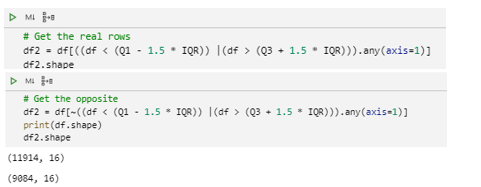 M↓
# Get the real rows
df2 = df[((df < (Q1 - 1.5 * IQR)) |(df > (Q3 + 1.5 * IQR))).any(axis=1)]
df2.shape
M↓
# Get the opposite
df2 = df[~((df < (Q1 - 1.5 * IQR)) |(df > (Q3 + 1.5 * IQR))).any(axis=1)]
print(df.shape)
df2.shape
(11914, 16)
(9084, 16)